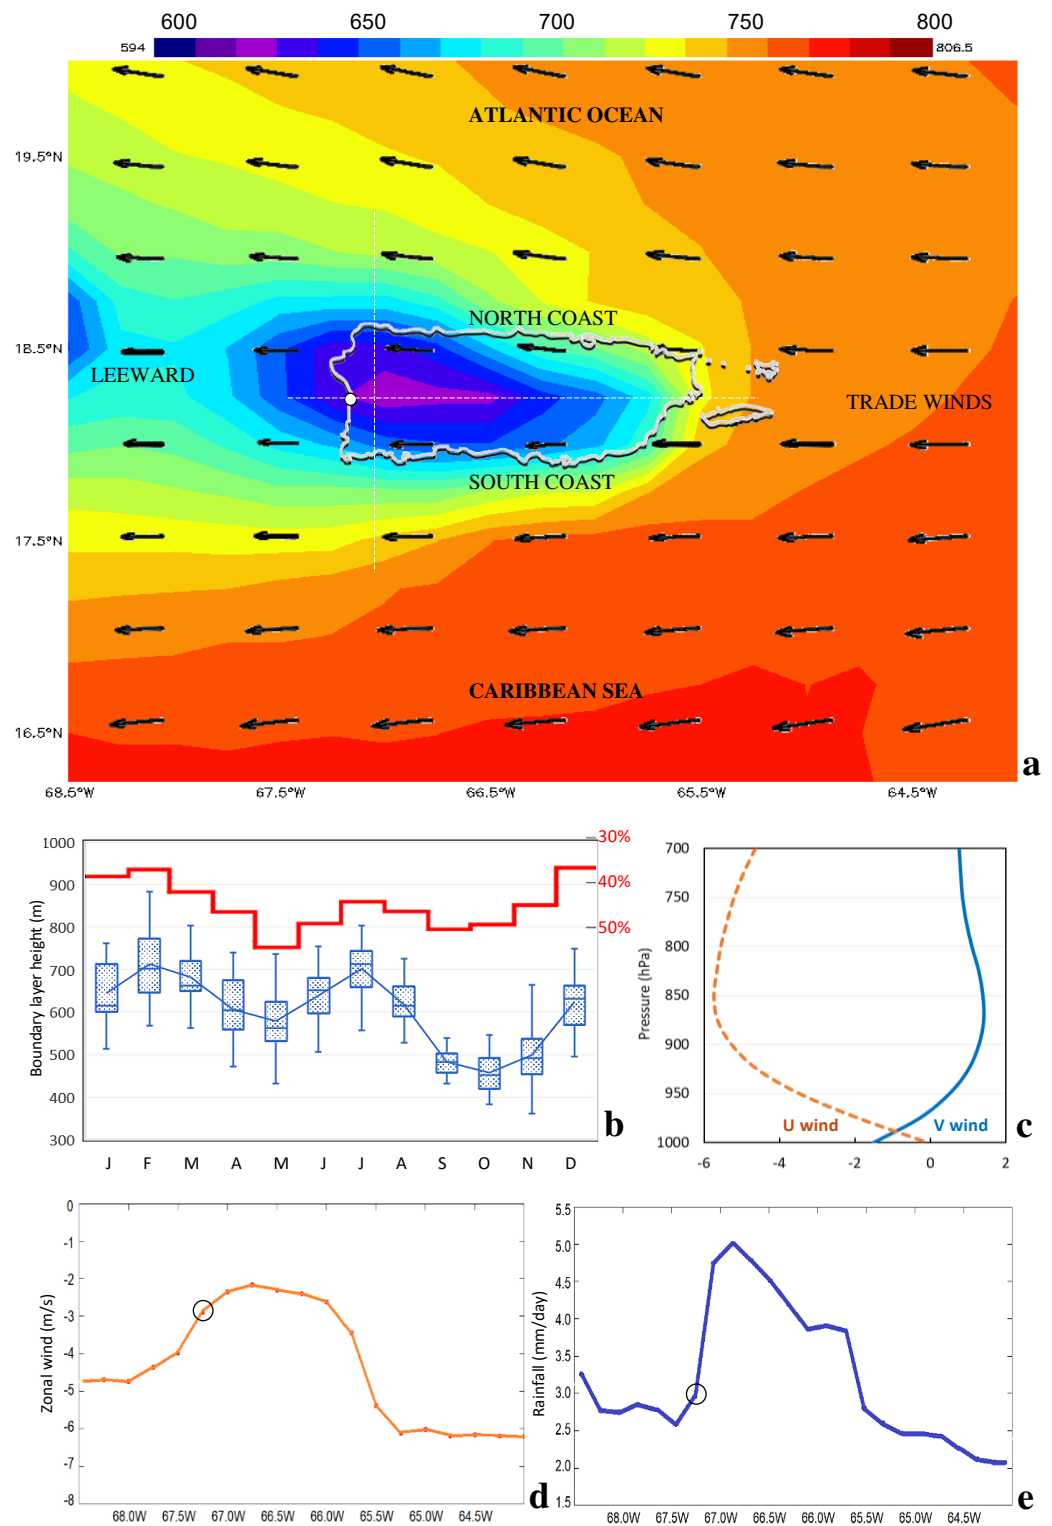 600 650 700 750 800
594 806.5
ATLANTIC OCEAN
19.5°N
NORTH COAST
18.5°N
LEEWARD
TRADE WINDS
SOUTH COAST
17.5°N
CARIBBEAN SEA
16.5°N
a
68.5°W 67.5°W 66.5°W 65.5°W 64.5°W
1000
900
800
700
600
500
400
300
Boundary layer height (m)
30%
40%
50%
b
J F M A M J J A S O N D
700
750
800
850
900
950
1000
Pressure (hPa)
U wind V wind
c
-6 -4 -2 0 2
0
-1
-2
-3
-4
-5
-6
-7
-8
Zonal wind (m/s)
d
68.0W 67.5W 67.0W 66.5W 66.0W 65.5W 65.0W 64.5W
5.5
5.0
4.5
4.0
3.5
3.0
2.5
2.0
1.5
Rainfall (mm/day)
e
68.0W 67.5W 67.0W 66.5W 66.0W 65.5W 65.0W 64.5W